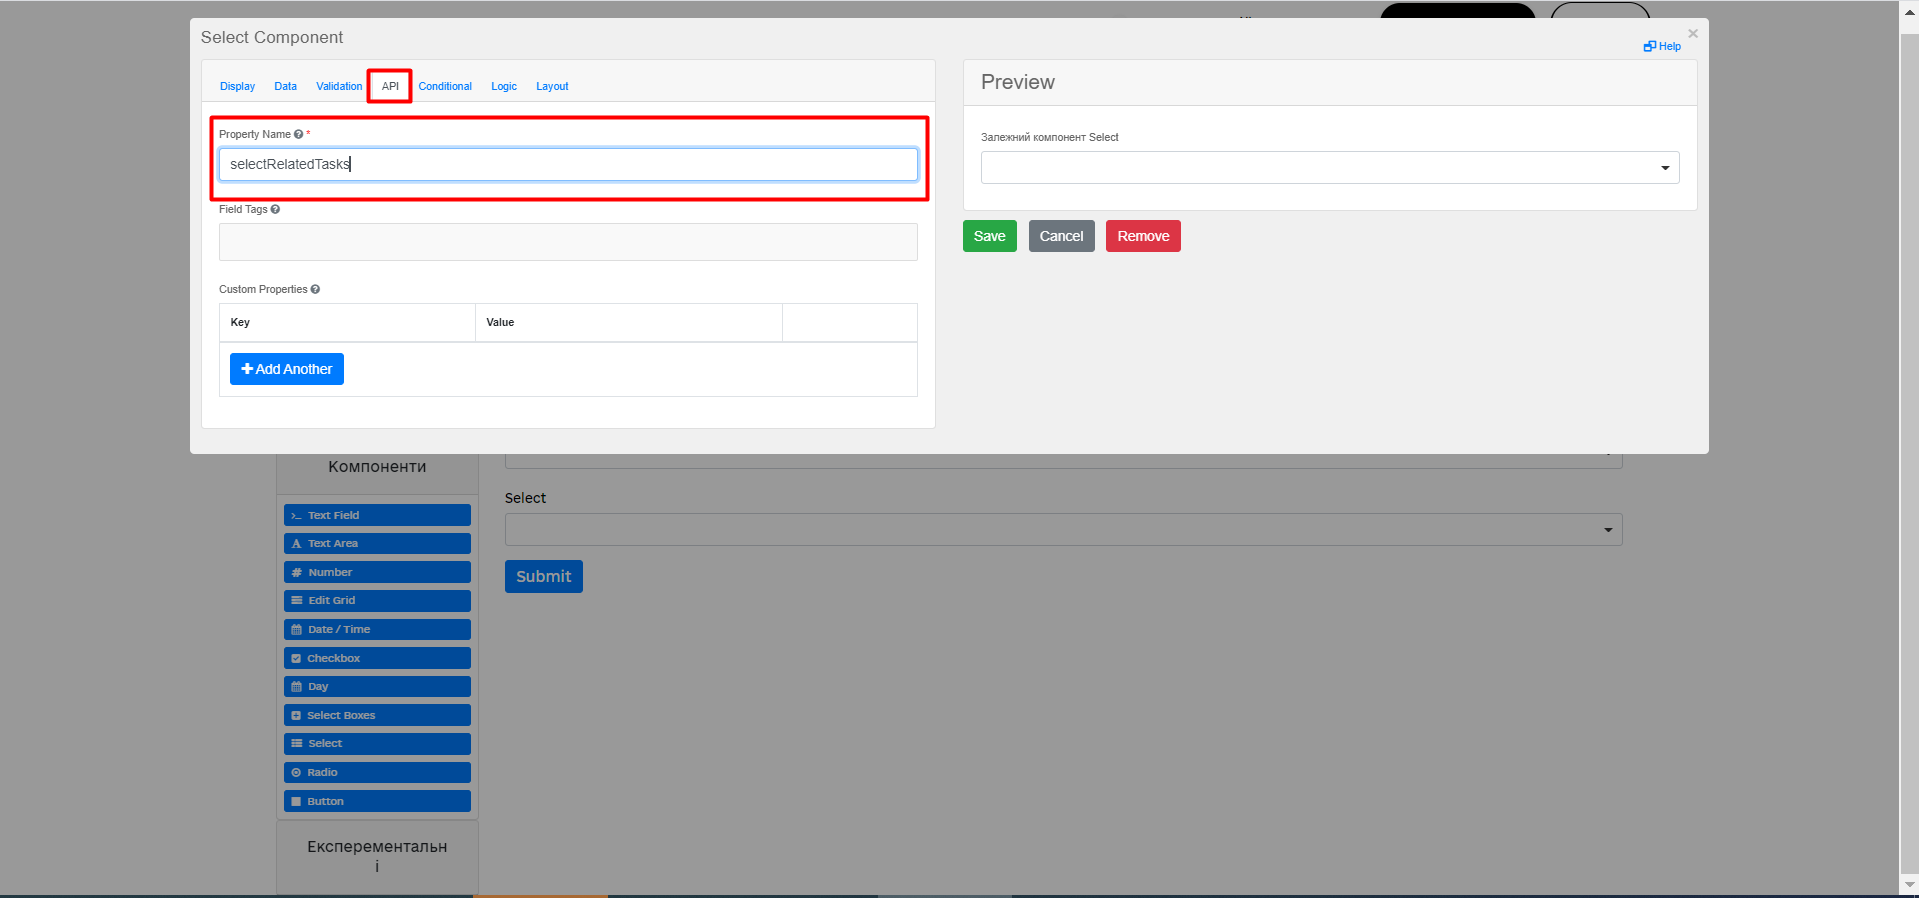 Select Component
Help
Display Data Validation API Conditional Logic Layout
Property Name *
selectRelatedTasks
Field Tags
Custom Properties
Key Value
Add Another
Preview
Залежний компонент Select
Save Cancel Remove
Компоненти
Text Field
Text Area
Number
Edit Grid
Date / Time
Checkbox
Day
Select Boxes
Select
Radio
Button
Експерементальн
і
Select
Submit